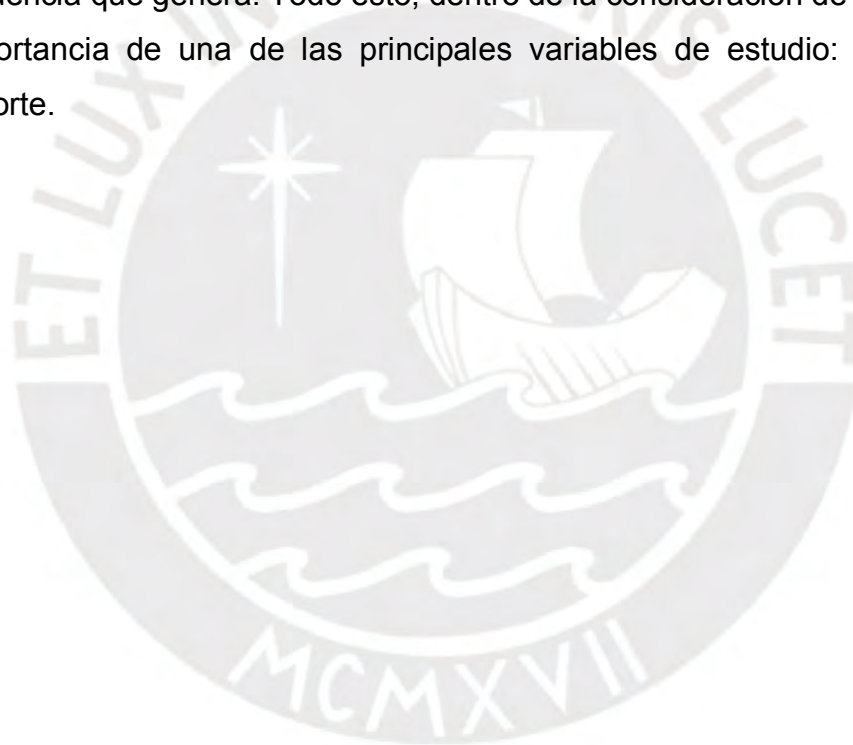 que genera. Todo esto, dentro de la consideración de
ortancia de una de las principales variables de estudio:
orte.
ET LUX
LUCET
MCMXVII